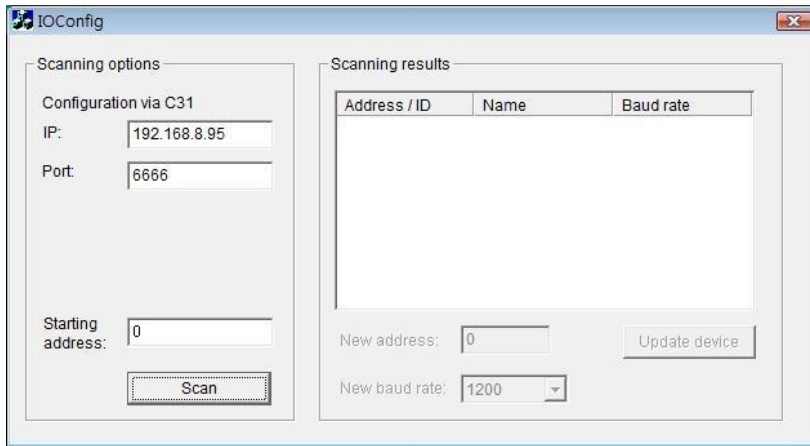 IOConfig
Scanning options
Configuration via C31
IP:
192.168.8.95
Port:
6666
Starting
address:
0
Scan
Scanning results
Address / ID Name Baud rate
New address: 0
Update device
New baud rate: 1200